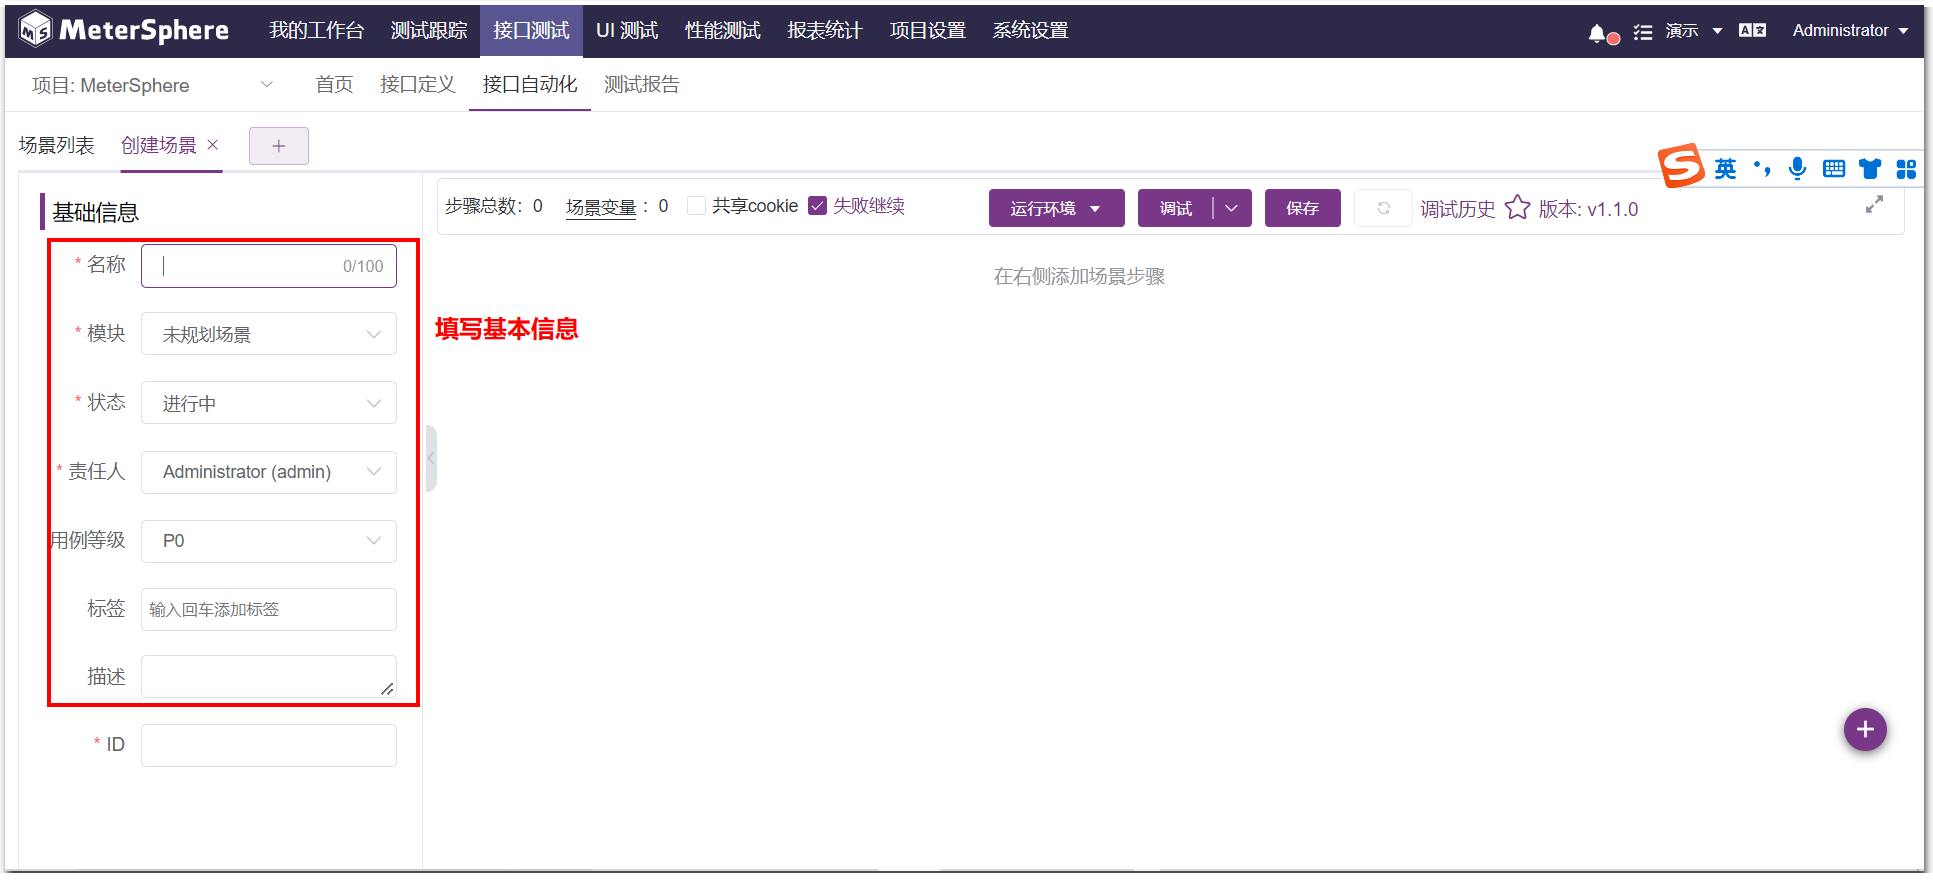 MeterSphere 我的工作台 测试跟踪 接口测试 UI 测试 性能测试 报表统计 项目设置 系统设置 演示 Administrator
项目: MeterSphere 首页 接口定义 接口自动化 测试报告
场景列表 创建场景 × +
英
基础信息
步骤总数: 0 场景变量 : 0 共享cookie 失败继续 运行环境 调试 保存 调试历史 版本: v1.1.0
* 名称 0/100
在右侧添加场景步骤
填写基本信息
* 模块 未规划场景
* 状态 进行中
* 责任人 Administrator (admin)
用例等级 P0
标签 输入回车添加标签
描述
* ID